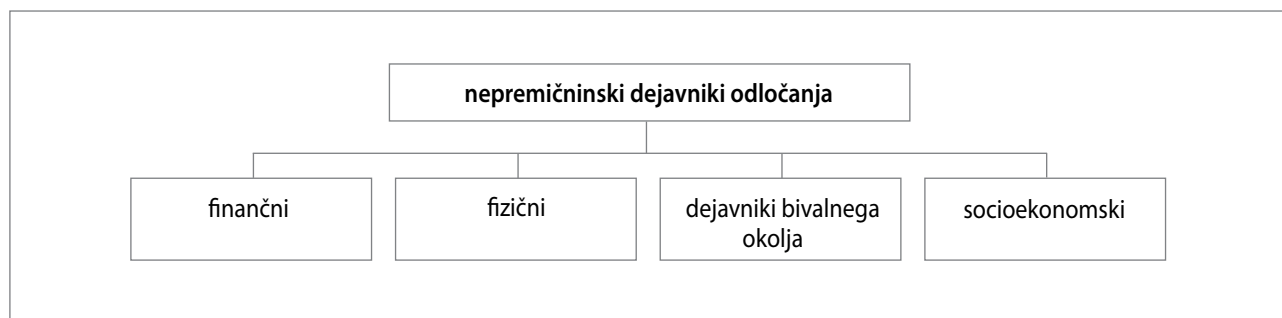 nepremičninski dejavniki odločanja
finančni
fizični
dejavniki bivalnega
okolja
socioekonomski